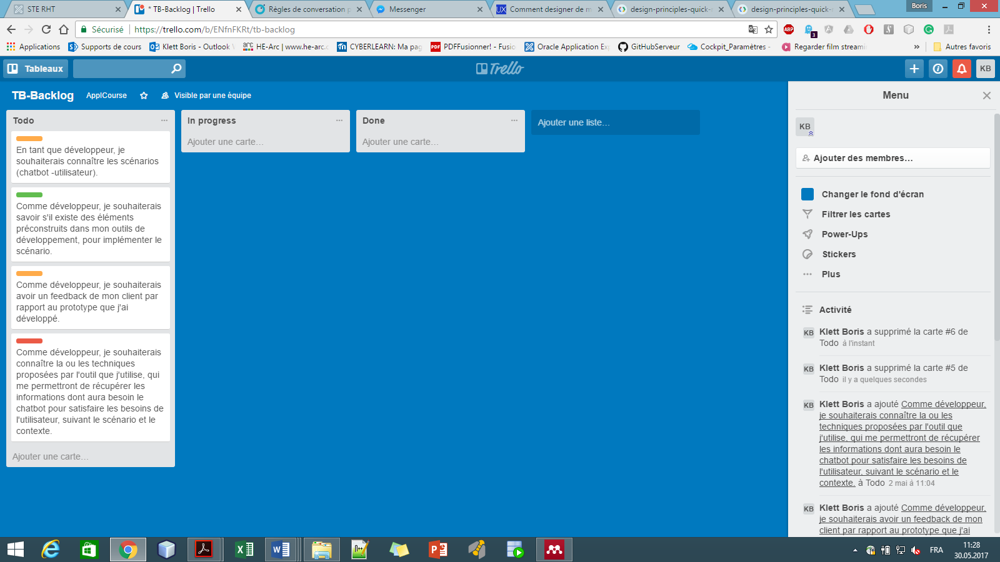 STE RHT
* TB-Backlog | Trello
Règles de conversation p
Messenger
Comment designer de m
design-principles-quick-r
design-principles-quick-r
Boris
Sécurisé
https://trello.com/b/ENfnFKRt/tb-backlog
ABP
3
Applications
Supports de cours
Klett Boris - Outlook
HE-Arc | www.he-arc.c
CYBERLEARN: Ma pag
PDFFusionner! - Fusio
Oracle Application Exp
GitHubServeur
Cockpit_Paramètres -
Regarder film streami
»
Autres favoris
Tableaux
Trello
KB
TB-Backlog
ApplCourse
Visible par une équipe
Todo
En tant que développeur, je
souhaiterais connaître les scénarios
(chatbot -utilisateur).
Comme développeur, je souhaiterais
savoir s'il existe des éléments
préconstruits dans mon outils de
développement, pour implémenter le
scénario.
Comme développeur, je souhaiterais
avoir un feedback de mon client par
rapport au prototype que j'ai
développé.
Comme développeur, je souhaiterais
connaître la ou les techniques
proposées par l'outil que j'utilise, qui
me permettront de récupérer les
informations dont aura besoin le
chatbot pour satisfaire les besoins de
l'utilisateur, suivant le scénario et le
contexte.
Ajouter une carte…
In progress
Ajouter une carte…
Done
Ajouter une carte…
Ajouter une liste…
Menu
KB
Ajouter des membres…
Changer le fond d'écran
Filtrer les cartes
Power-Ups
Stickers
Plus
Activité
KB
Klett Boris a supprimé la carte #6 de
Todo à l'instant
KB
Klett Boris a supprimé la carte #5 de
Todo il y a quelques secondes
KB
Klett Boris a ajouté Comme développeur,
je souhaiterais connaître la ou les
techniques proposées par l'outil que
j'utilise, qui me permettront de récupérer
les informations dont aura besoin le
chatbot pour satisfaire les besoins de
l'utilisateur, suivant le scénario et le
contexte. à Todo 2 mai à 11:04
KB
Klett Boris a ajouté Comme développeur,
je souhaiterais avoir un feedback de mon
client par rapport au prototype que j'ai
FRA
11:28
30.05.2017